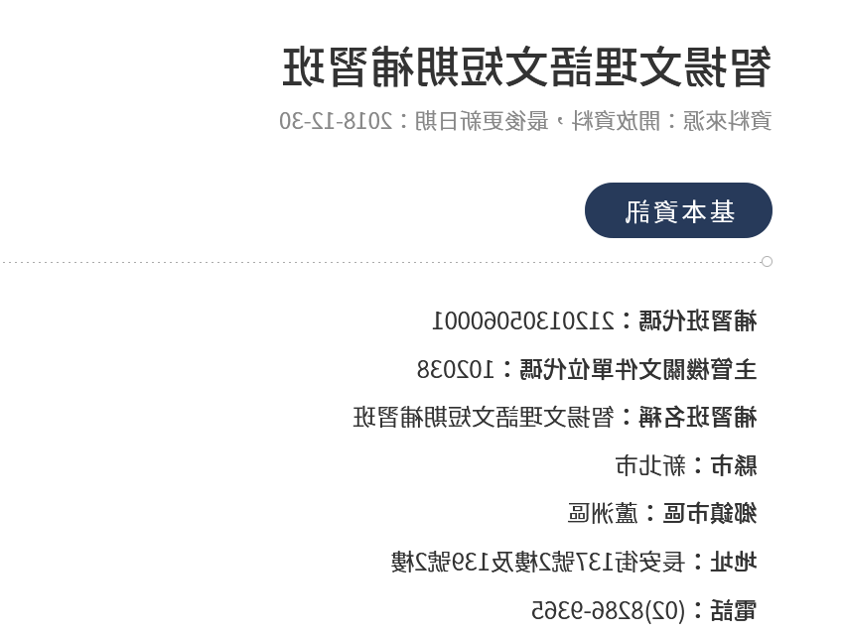 智揚文理語文短期補習班
資料來源：開放資料，最後更新日期：2018-12-30
基本資訊
補習班代碼：21201305060001
主管機關文件單位代碼：102038
補習班名稱：智揚文理語文短期補習班
縣市：新北市
鄉鎮市區：蘆洲區
地址：長安街137號2樓及139號2樓
電話：(02)8286-9365